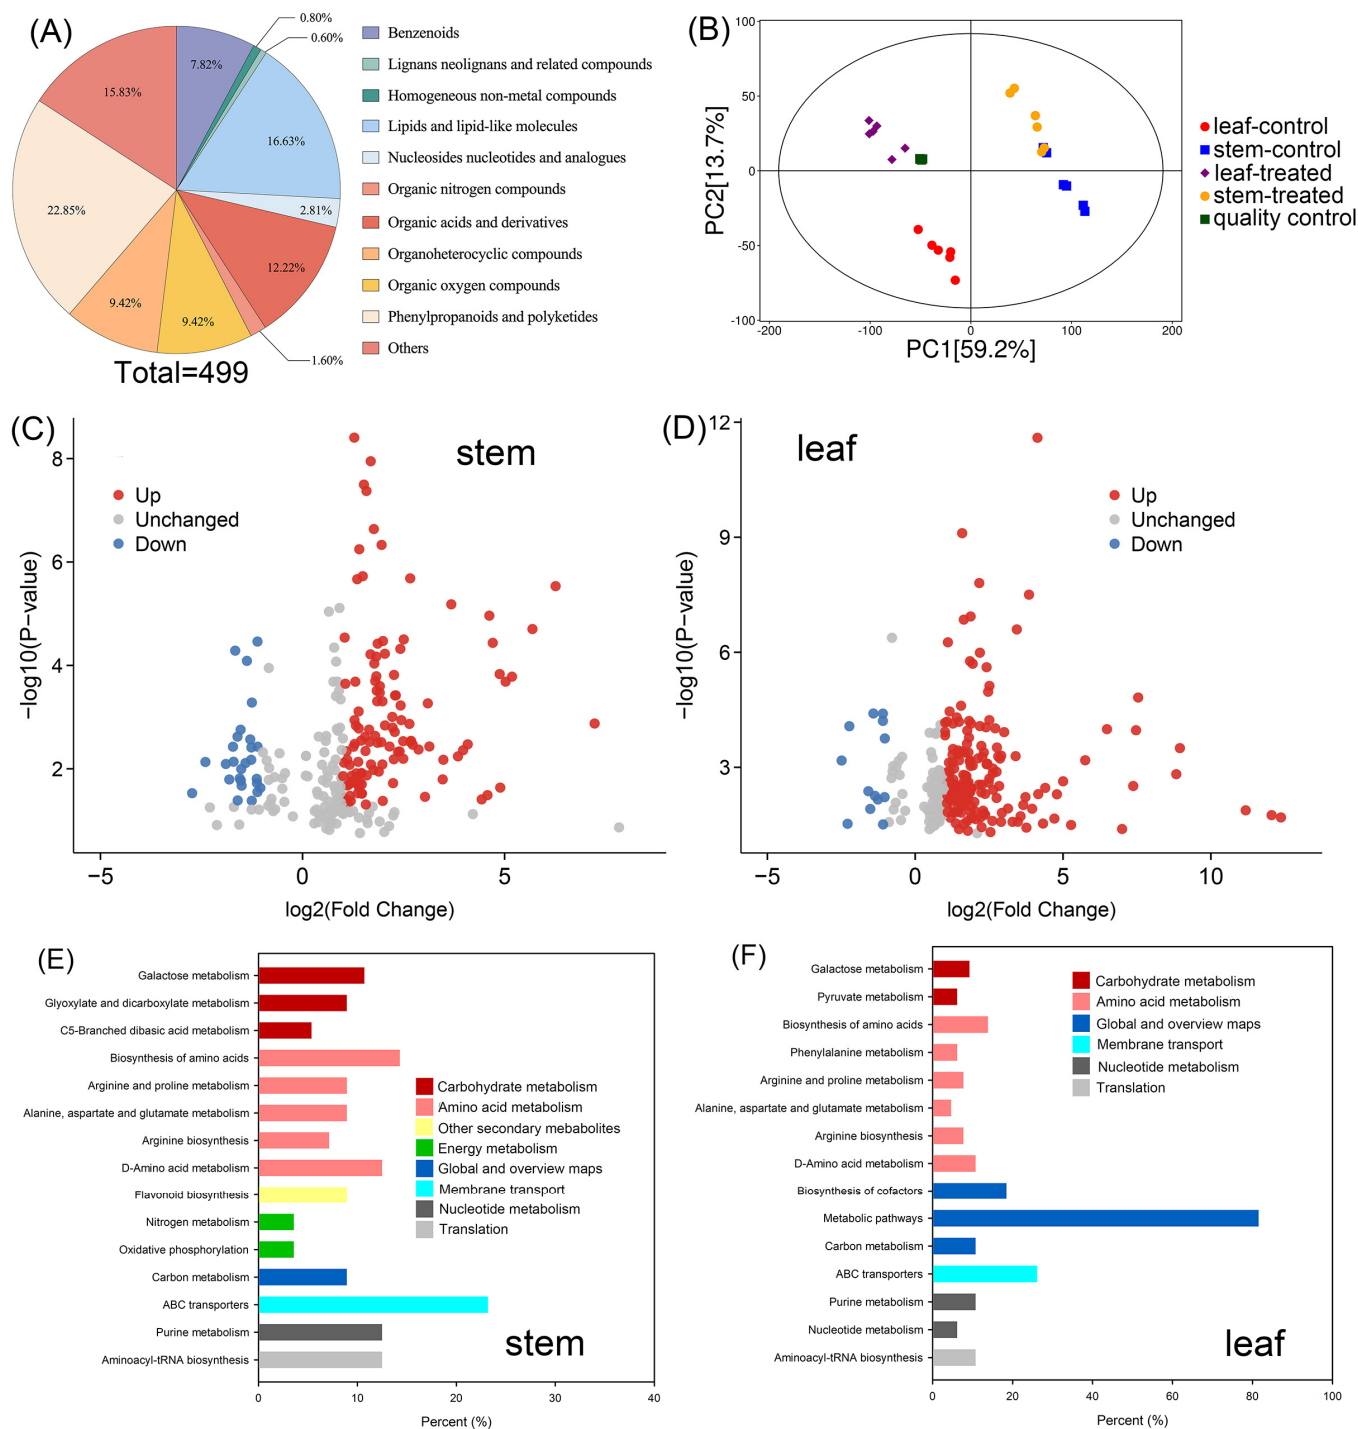 (A)
0.80%
0.60%
7.82%
16.63%
2.81%
12.22%
1.60%
9.42%
9.42%
22.85%
15.83%
Total=499
Benzenoids
Lignans neolignans and related compounds
Homogeneous non-metal compounds
Lipids and lipid-like molecules
Nucleosides nucleotides and analogues
Organic nitrogen compounds
Organic acids and derivatives
Organoheterocyclic compounds
Organic oxygen compounds
Phenylpropanoids and polyketides
Others
(B)
PC2[13.7%]
100
50
0
-50
-100
-200
-100
0
100
200
PC1[59.2%]
leaf-control
stem-control
leaf-treated
stem-treated
quality control
(C)
stem
Up
Unchanged
Down
−log10(P−value)
8
6
4
2
−5
0
5
log2(Fold Change)
(D)
leaf
Up
Unchanged
Down
−log10(P−value)
12
9
6
3
−5
0
5
10
log2(Fold Change)
(E)
Galactose metabolism
Glyoxylate and dicarboxylate metabolism
C5-Branched dibasic acid metabolism
Biosynthesis of amino acids
Arginine and proline metabolism
Alanine, aspartate and glutamate metabolism
Arginine biosynthesis
D-Amino acid metabolism
Flavonoid biosynthesis
Nitrogen metabolism
Oxidative phosphorylation
Carbon metabolism
ABC transporters
Purine metabolism
Aminoacyl-tRNA biosynthesis
Carbohydrate metabolism
Amino acid metabolism
Other secondary mebabolites
Energy metabolism
Global and overview maps
Membrane transport
Nucleotide metabolism
Translation
stem
0
10
20
30
40
Percent (%)
(F)
Galactose metabolism
Pyruvate metabolism
Biosynthesis of amino acids
Phenylalanine metabolism
Arginine and proline metabolism
Alanine, aspartate and glutamate metabolism
Arginine biosynthesis
D-Amino acid metabolism
Biosynthesis of cofactors
Metabolic pathways
Carbon metabolism
ABC transporters
Purine metabolism
Nucleotide metabolism
Aminoacyl-tRNA biosynthesis
Carbohydrate metabolism
Amino acid metabolism
Global and overview maps
Membrane transport
Nucleotide metabolism
Translation
leaf
0
20
40
60
80
100
Percent (%)